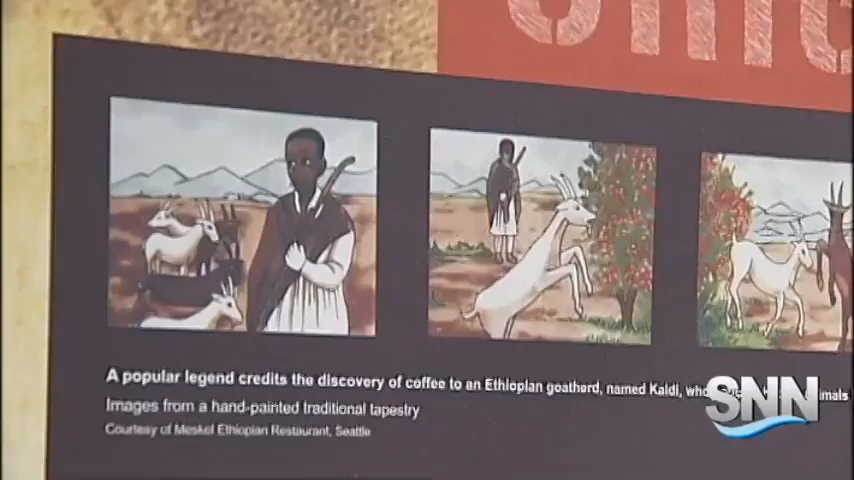 A popular legend credits the discovery of coffee to an Ethiopian goatherd, named Kaldi, who
Images from a hand-painted traditional tapestry
Courtesy of Meskel Ethiopian Restaurant, Seattle
SNN